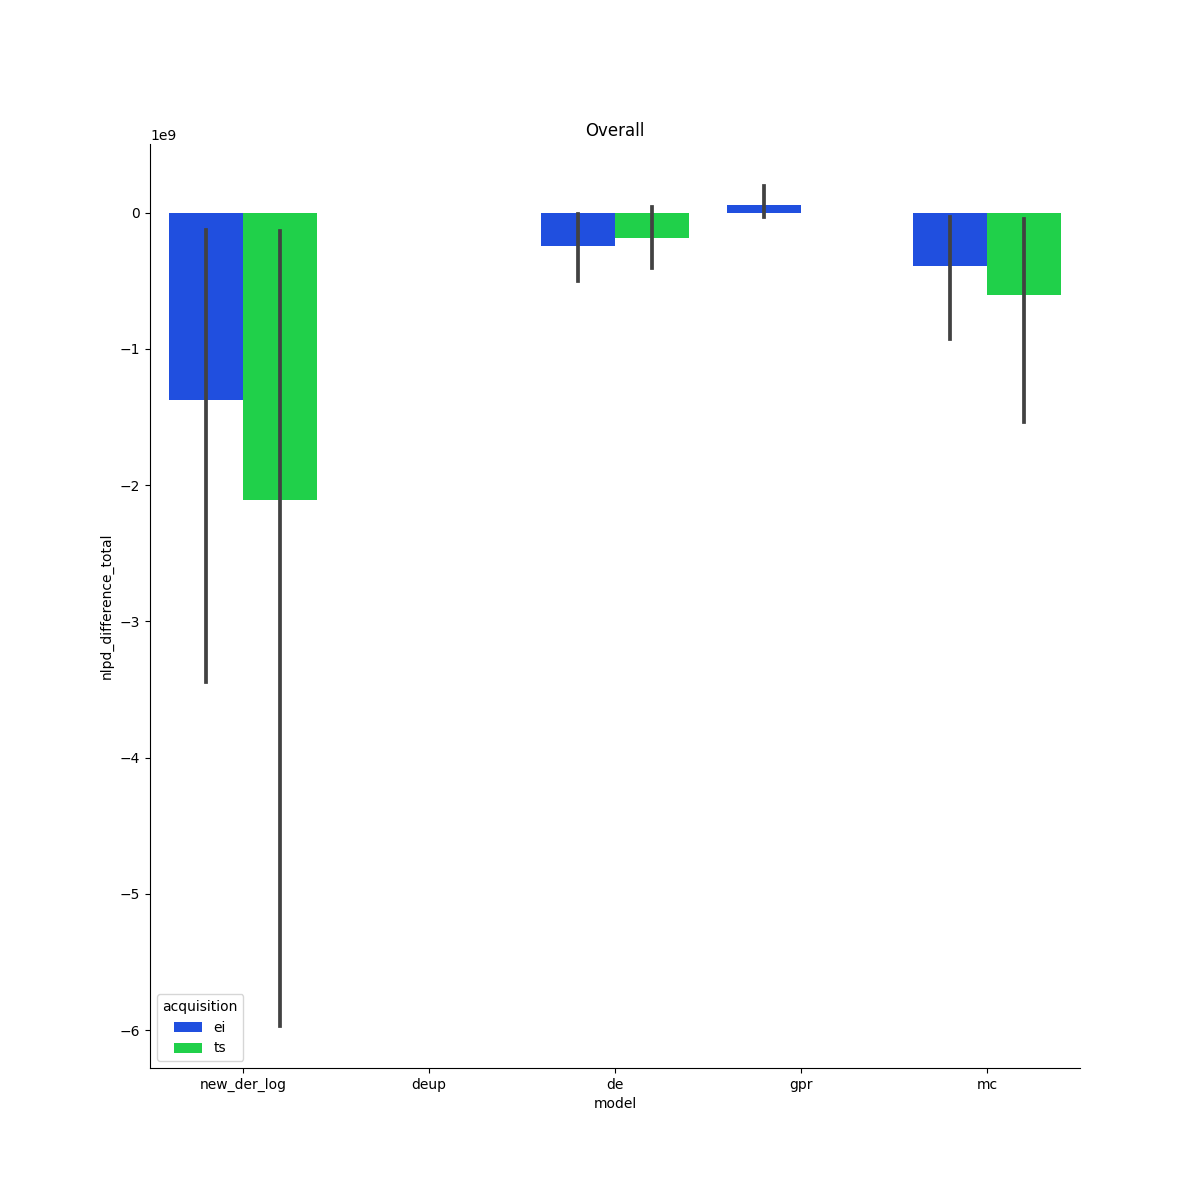 Overall
1e9
0
−1
−2
−3
−4
−5
−6
nlpd_difference_total
acquisition
ei
ts
new_der_log deup de gpr mc
model